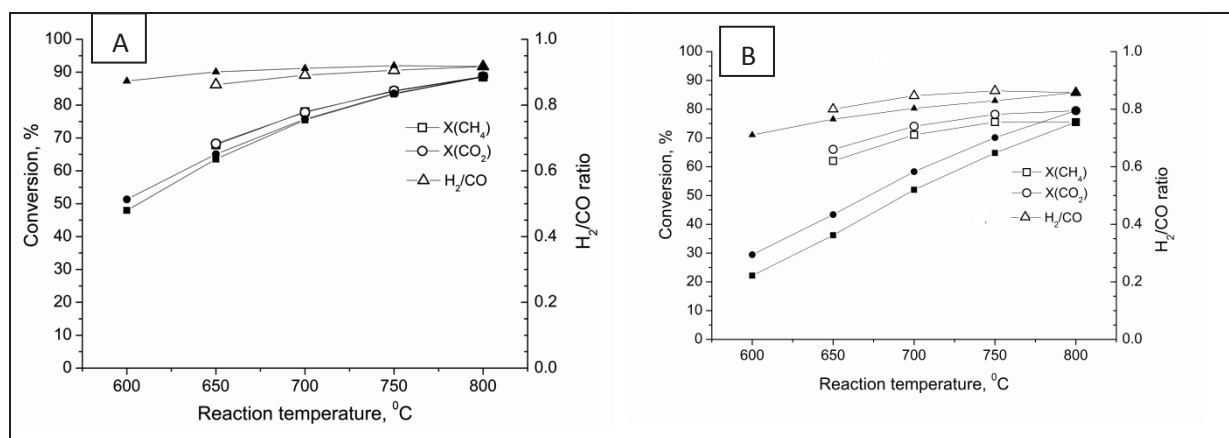 A
Conversion, %
100
90
80
70
60
50
40
30
20
10
0
1.0
0.8
0.6
0.4
0.2
0.0
H₂/CO ratio
X(CH₄)
X(CO₂)
H₂/CO
600 650 700 750 800
Reaction temperature, ⁰C
B
Conversion, %
100
90
80
70
60
50
40
30
20
10
0
1.0
0.8
0.6
0.4
0.2
0.0
H₂/CO ratio
X(CH₄)
X(CO₂)
H₂/CO
600 650 700 750 800
Reaction temperature, ⁰C